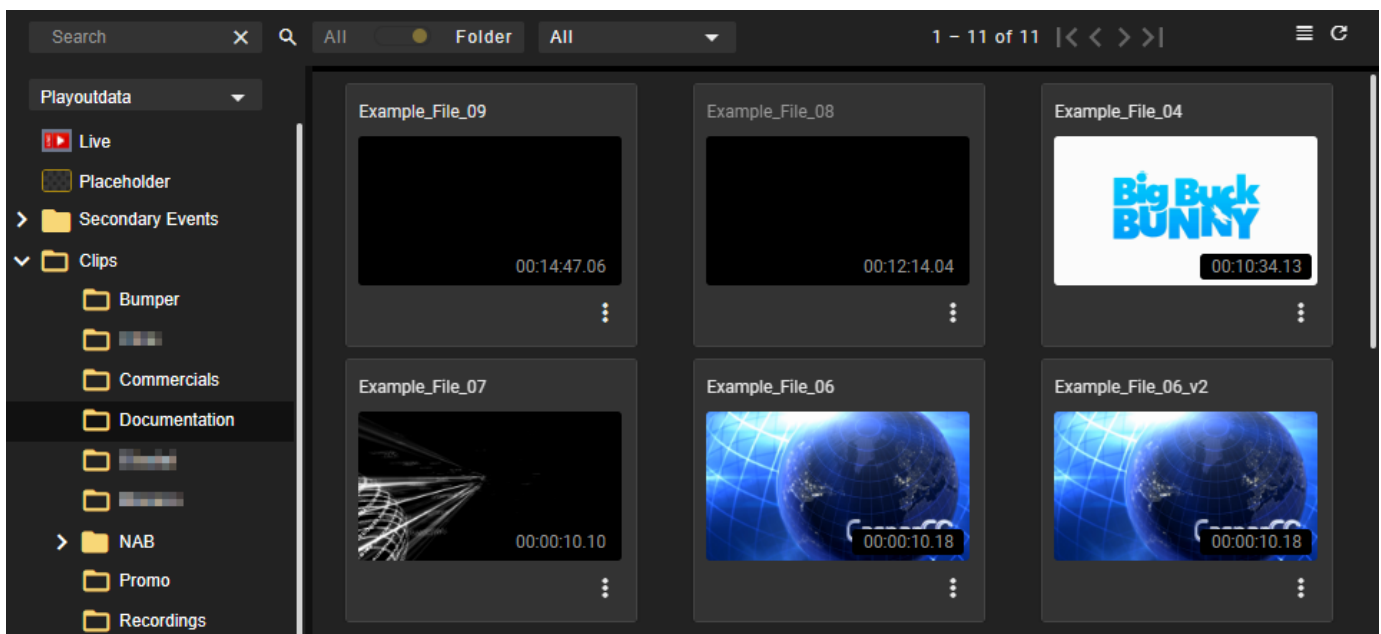 Search
All
Folder
All
1 – 11 of 11
Playoutdata
Live
Placeholder
Secondary Events
Clips
Bumper
Commercials
Documentation
NAB
Promo
Recordings
Example_File_09
00:14:47.06
Example_File_08
00:12:14.04
Example_File_04
Big Buck
BUNNY
00:10:34.13
Example_File_07
00:00:10.10
Example_File_06
00:00:10.18
Example_File_06_v2
00:00:10.18